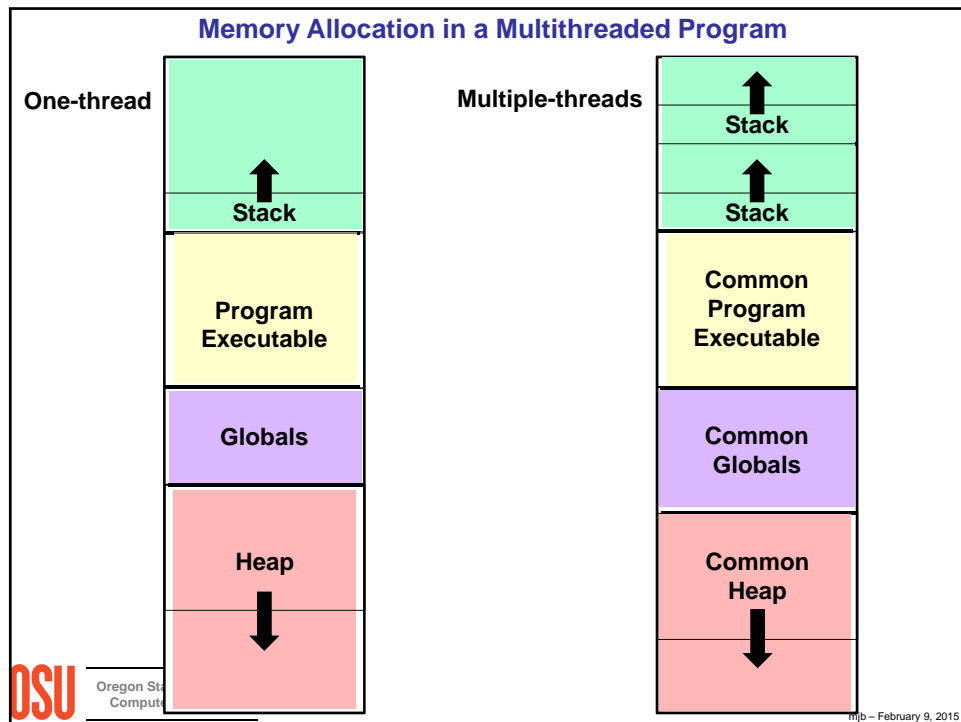 Memory Allocation in a Multithreaded Program
One-thread
Stack
Program
Executable
Globals
Heap
Multiple-threads
Stack
Stack
Common
Program
Executable
Common
Globals
Common
Heap
OSU
Oregon
mjb – February 9, 2015